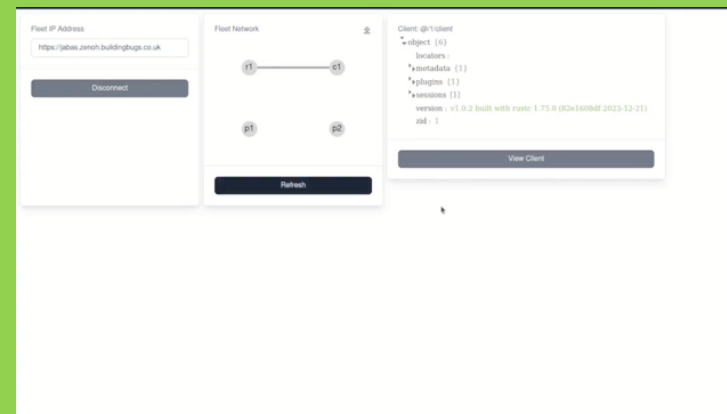 Fleet IP Address
https://jabas.zenoh.buildingbugs.co.uk
Disconnect
Fleet Network
r1
c1
p1
p2
Refresh
Client: @/1/client
object {6}
locators :
metadata {1}
plugins {1}
sessions [1]
version : v1.0.2 built with rustc 1.75.0 (82e1608df 2023-12-21)
zid : 1
View Client